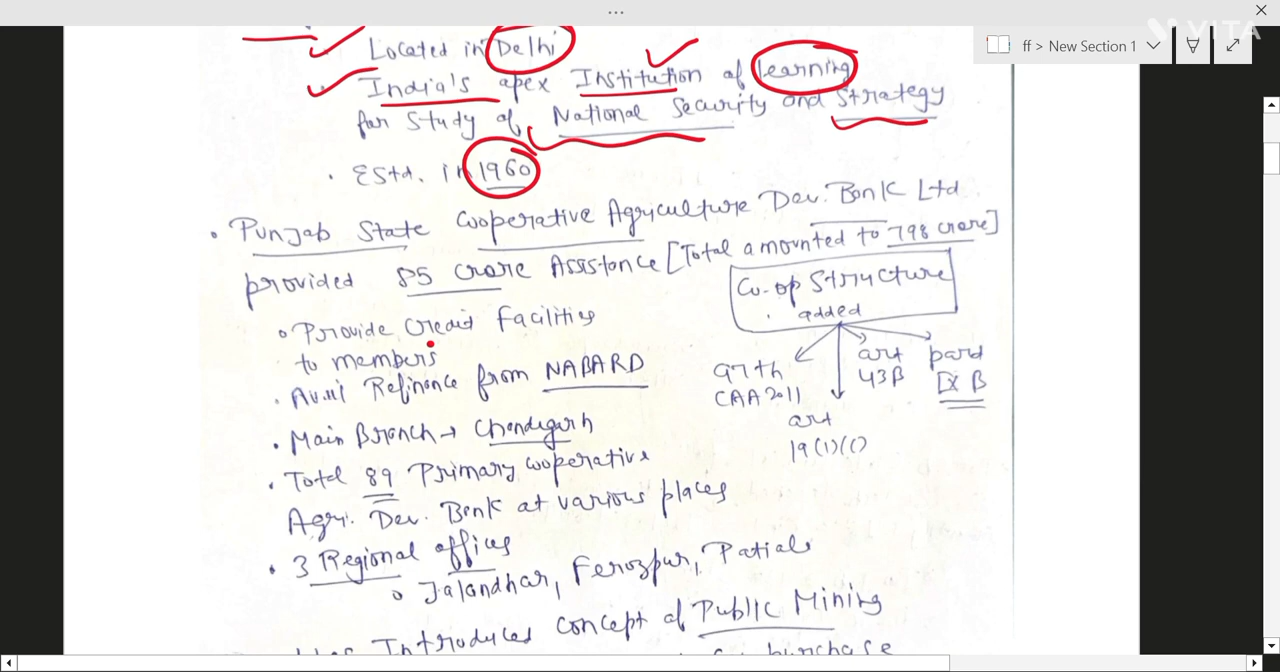 ff > New Section 1
VITA
Located in Delhi
India's apex Institution of learning
for Study of National Security and Strategy
• EStd. in 1960
• Punjab State Cooperative Agriculture Dev. Bank Ltd
provided 85 crore Assistance [Total amounted to 798 crore]
• Provide Credit Facilities
to members
• Avail Refinance from NABARD
• Main Branch → Chandigarh
• Total 89 Primary cooperative
Agri. Dev. Bank at various places
• 3 Regional offices
Jalandhar, Ferozpur, Patiala
Co-op Structure
added
97th
CAA 2011
art
19(1)(c)
art
43B
part
IX B
Introduced concept of Public Mining
purchase